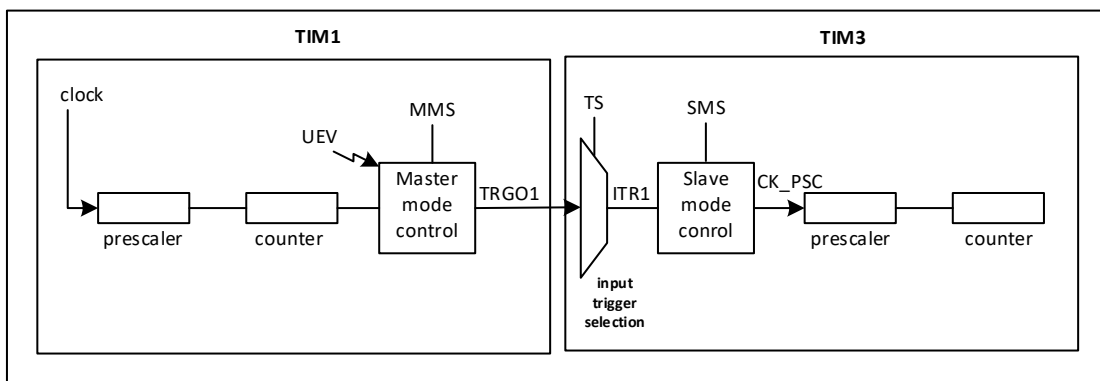 TIM1
TIM3
clock
MMS
TS
SMS
UEV
Master
mode
control
TRGO1
ITR1
Slave
mode
conrol
CK_PSC
prescaler
counter
prescaler
counter
input
trigger
selection